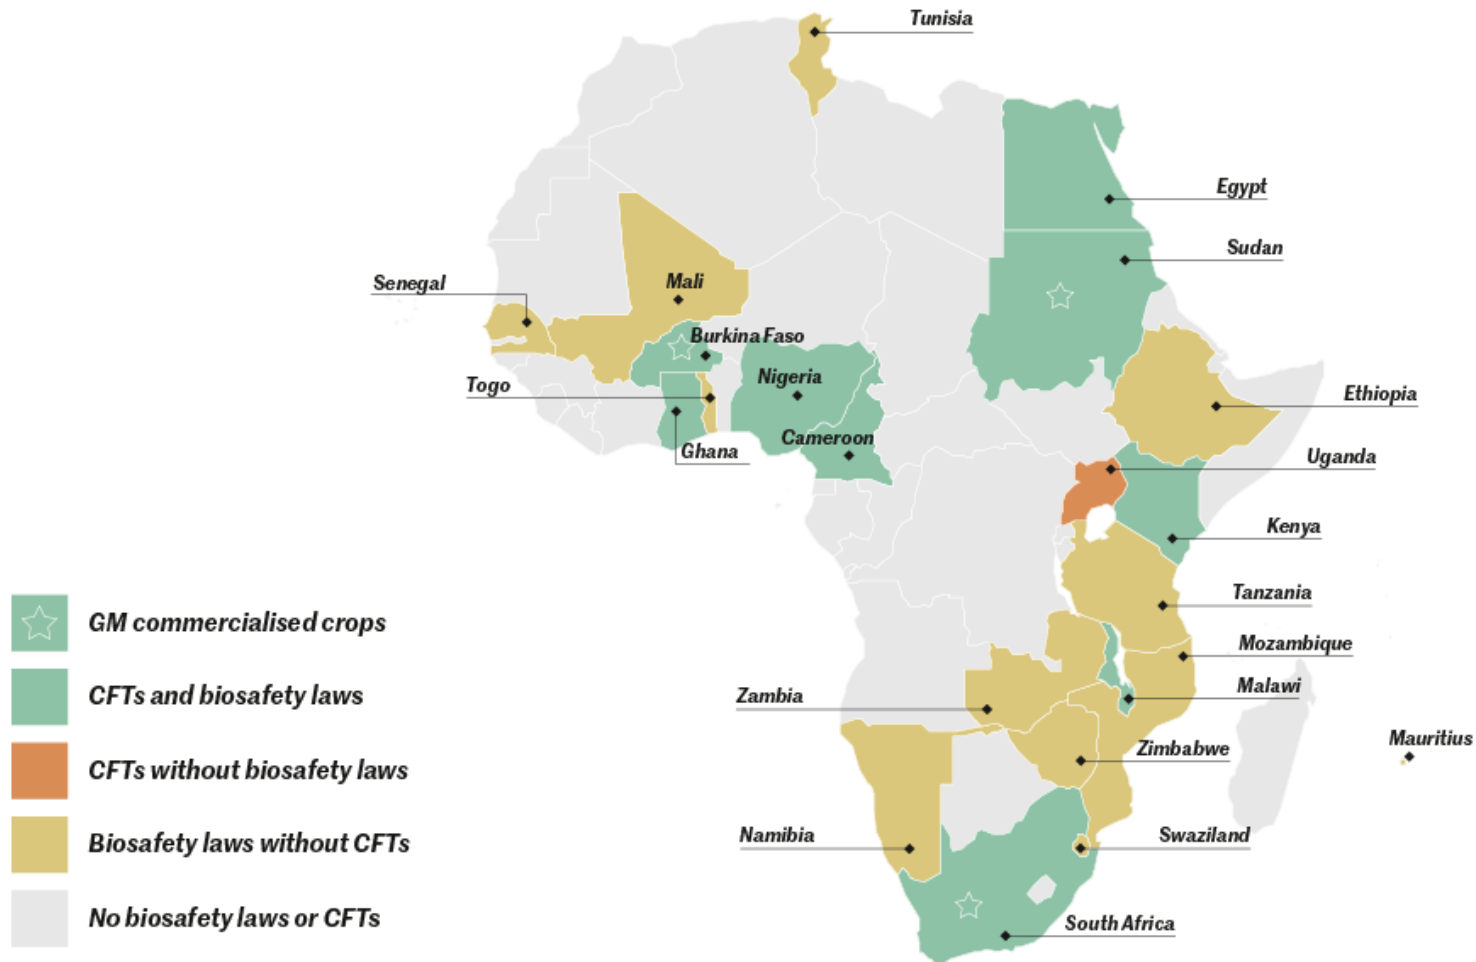 Tunisia
Egypt
Sudan
Senegal
Mali
Burkina Faso
Togo
Nigeria
Ethiopia
Cameroon
Ghana
Uganda
Kenya
Tanzania
Mozambique
Malawi
Zambia
Mauritius
Zimbabwe
Namibia
Swaziland
South Africa
GM commercialised crops
CFTs and biosafety laws
CFTs without biosafety laws
Biosafety laws without CFTs
No biosafety laws or CFTs